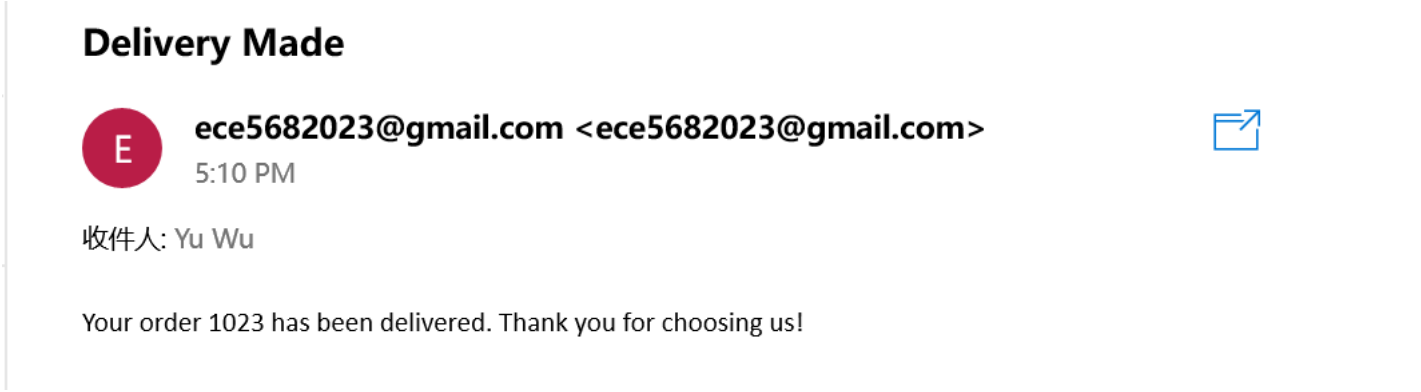 Delivery Made
E
ece5682023@gmail.com <ece5682023@gmail.com>
5:10 PM
收件人: Yu Wu
Your order 1023 has been delivered. Thank you for choosing us!